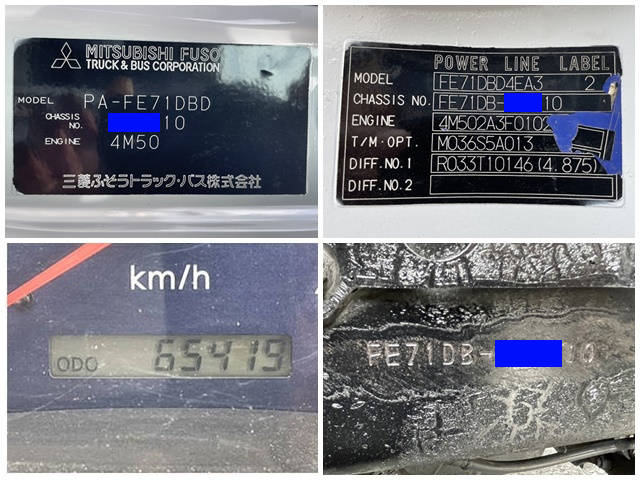 MITSUBISHI FUSO
TRUCK & BUS CORPORATION
MODEL PA-FE71DBD
CHASSIS NO. 10
ENGINE 4M50
三菱ふそうトラック・バス株式会社
POWER LINE LABEL
MODEL FE71DBD4EA3 2
CHASSIS NO. FE71DB- 10
ENGINE 4M502A3F0102
T/M·OPT. M036S5A013
DIFF.NO.1 R033T10146(4.875)
DIFF.NO.2
km/h
ODO 65419
FE71DB- 10